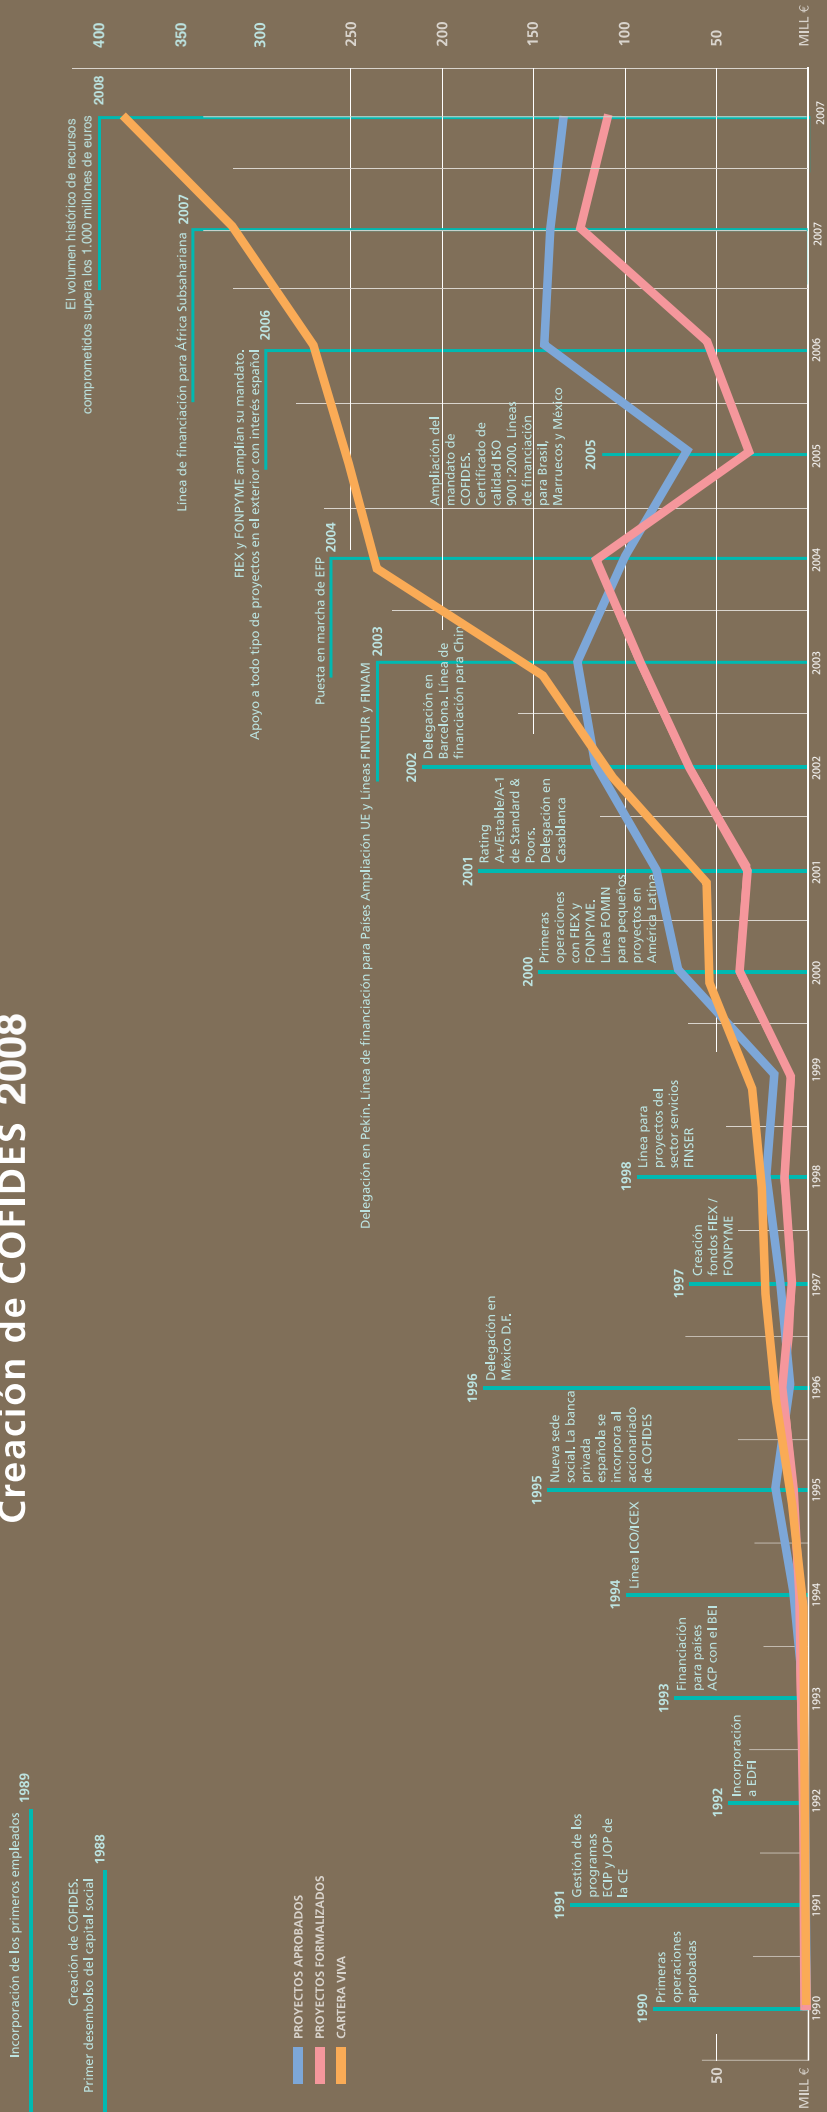 Creación de COFIDES 2008
Incorporación de los primeros empleados
1989
Creación de COFIDES.
Primer desembolso del capital social
1988
PROYECTOS APROBADOS
PROYECTOS FORMALIZADOS
CARTERA VIVA
1990
Primeras
operaciones
aprobadas
1991
Gestión de los
programas
ECIP y JOP de
la CE
1992
Incorporación
a EDFI
1993
Financiación
para países
ACP con el BEI
1994
Línea ICO/ICEX
1995
Nueva sede
social. La banca
privada
española se
incorpora al
accionariado
de COFIDES
1996
Delegación en
México D.F.
1997
Creación
fondos FIEX /
FONPYME
1998
Línea para
proyectos del
sector servicios
FINSER
2000
Primeras
operaciones
con FIEX y
FONPYME.
Línea FOMIN
para pequeños
proyectos en
América Latina
2001
Rating
A+/Estable/A-1
de Standard &
Poors.
Delegación en
Casablanca
2002
Delegación en
Barcelona. Línea de
financiación para Chin
2003
Delegación en Pekín. Línea de financiación para Países Ampliación UE y Líneas FINTUR y FINAM
2004
Puesta en marcha de EFP
2005
Ampliación del
mandato de
COFIDES.
Certificado de
calidad ISO
9001:2000. Líneas
de financiación
para Brasil,
Marruecos y México
2006
FIEX y FONPYME amplían su mandato.
Apoyo a todo tipo de proyectos en el exterior con interés español
2007
Línea de financiación para África Subsahariana
2008
El volumen histórico de recursos
comprometidos supera los 1.000 millones de euros
400
350
300
250
200
150
100
50
MILL €
50
MILL €
1990
1991
1992
1993
1994
1995
1996
1997
1998
1999
2000
2001
2002
2003
2004
2005
2006
2007
2007